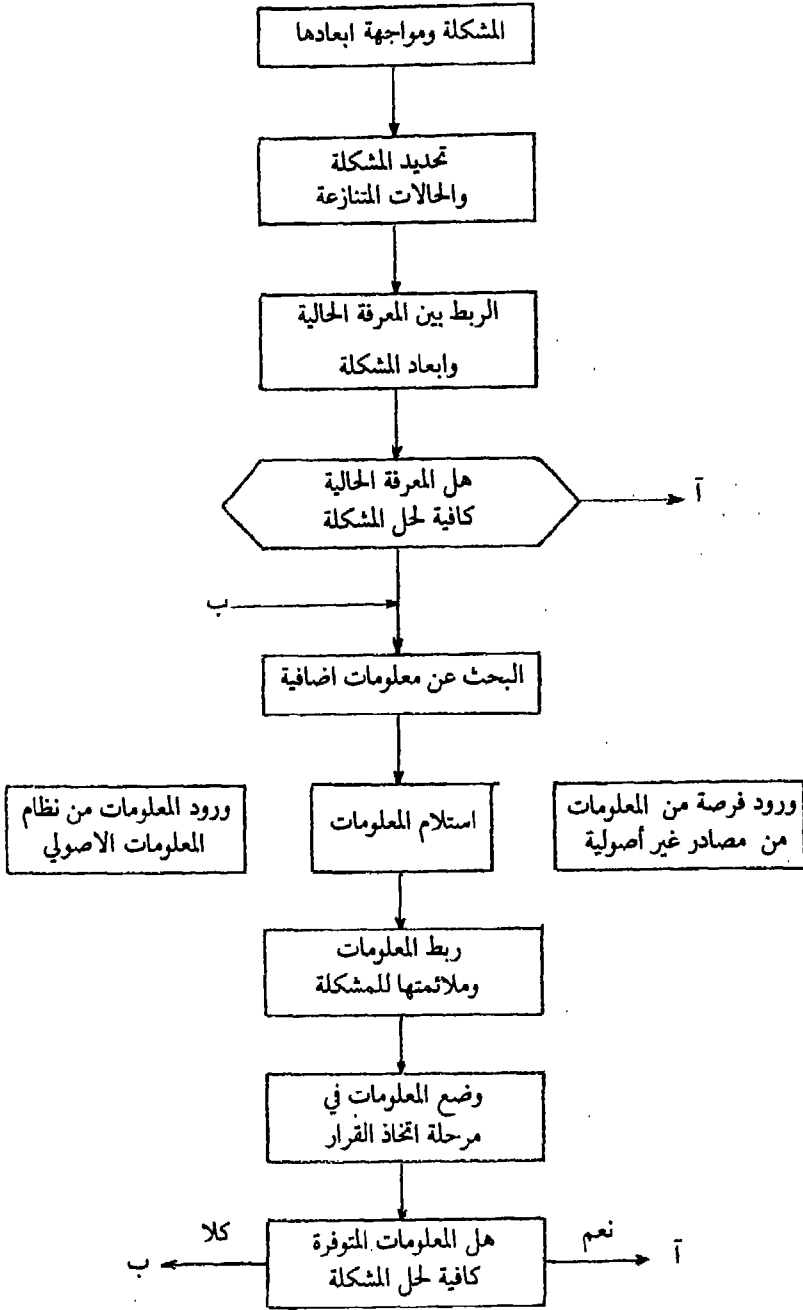 المشكلة ومواجهة ابعادها
تحديد المشكلة
والحالات المتنازعة
الربط بين المعرفة الحالية
وابعاد المشكلة
هل المعرفة الحالية
كافية لحل المشكلة
آ
ب
البحث عن معلومات اضافية
ورود فرصة من المعلومات
من مصادر غير أصولية
استلام المعلومات
ورود المعلومات من نظام
المعلومات الاصولي
ربط المعلومات
وملائمتها للمشكلة
وضع المعلومات في
مرحلة اتخاذ القرار
هل المعلومات المتوفرة
كافية لحل المشكلة
نعم
آ
كلا
ب